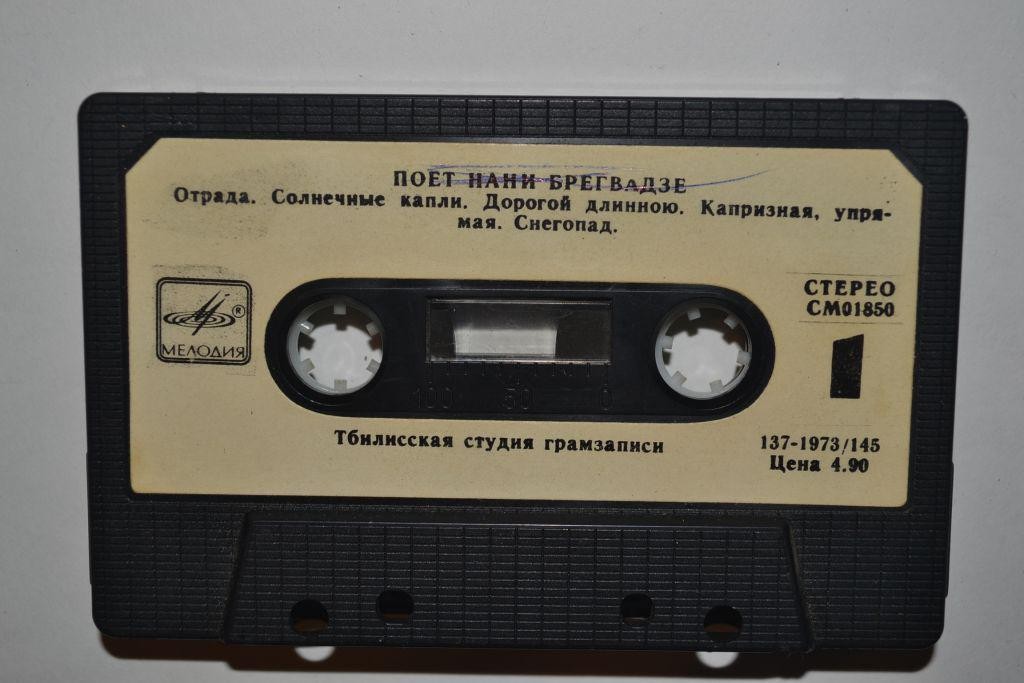 ПОЕТ НАНИ БРЕГВАДЗЕ
Отрада. Солнечные капли. Дорогой длинною. Капризная, упря-
мая. Снегопад.
МЕЛОДИЯ ®
СТЕРЕО
СМ01850
1
100 50 0
Тбилисская студия грамзаписи
137-1973/145
Цена 4.90